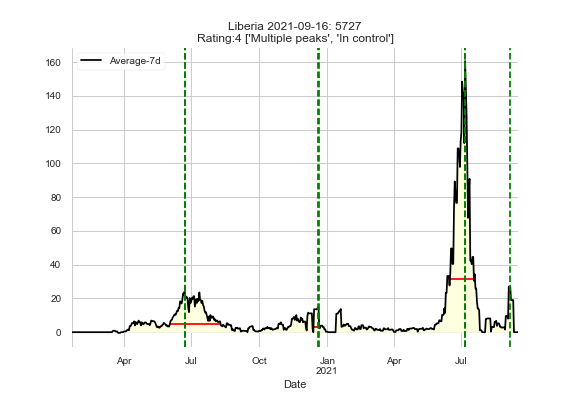 Liberia 2021-09-16: 5727
Rating:4 ['Multiple peaks', 'In control']
Average-7d
160
140
120
100
80
60
40
20
0
Apr
Jul
Oct
Jan
2021
Apr
Jul
Date